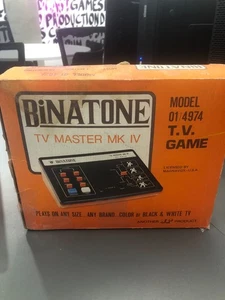 GAMES
BiNATONE
TV MASTER MK IV
MODEL
01 4974
T.V.
GAME
PLAYS ON ANY SIZE .. ANY BRAND. COLOR or BLACK & WHITE TV